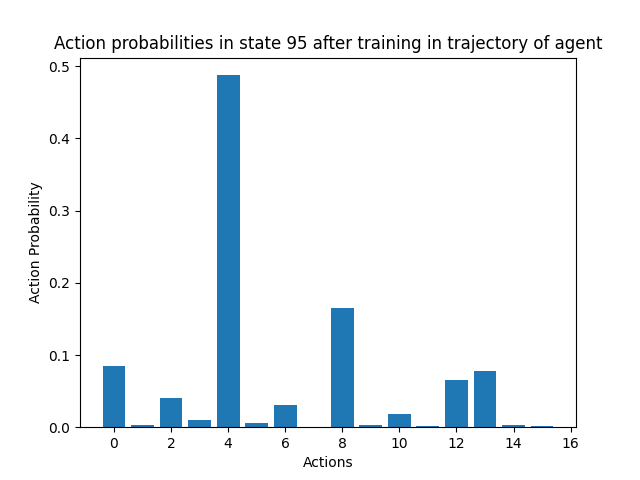 Action probabilities in state 95 after training in trajectory of agent
0.5
0.4
0.3
0.2
0.1
0.0
Action Probability
0 2 4 6 8 10 12 14 16
Actions